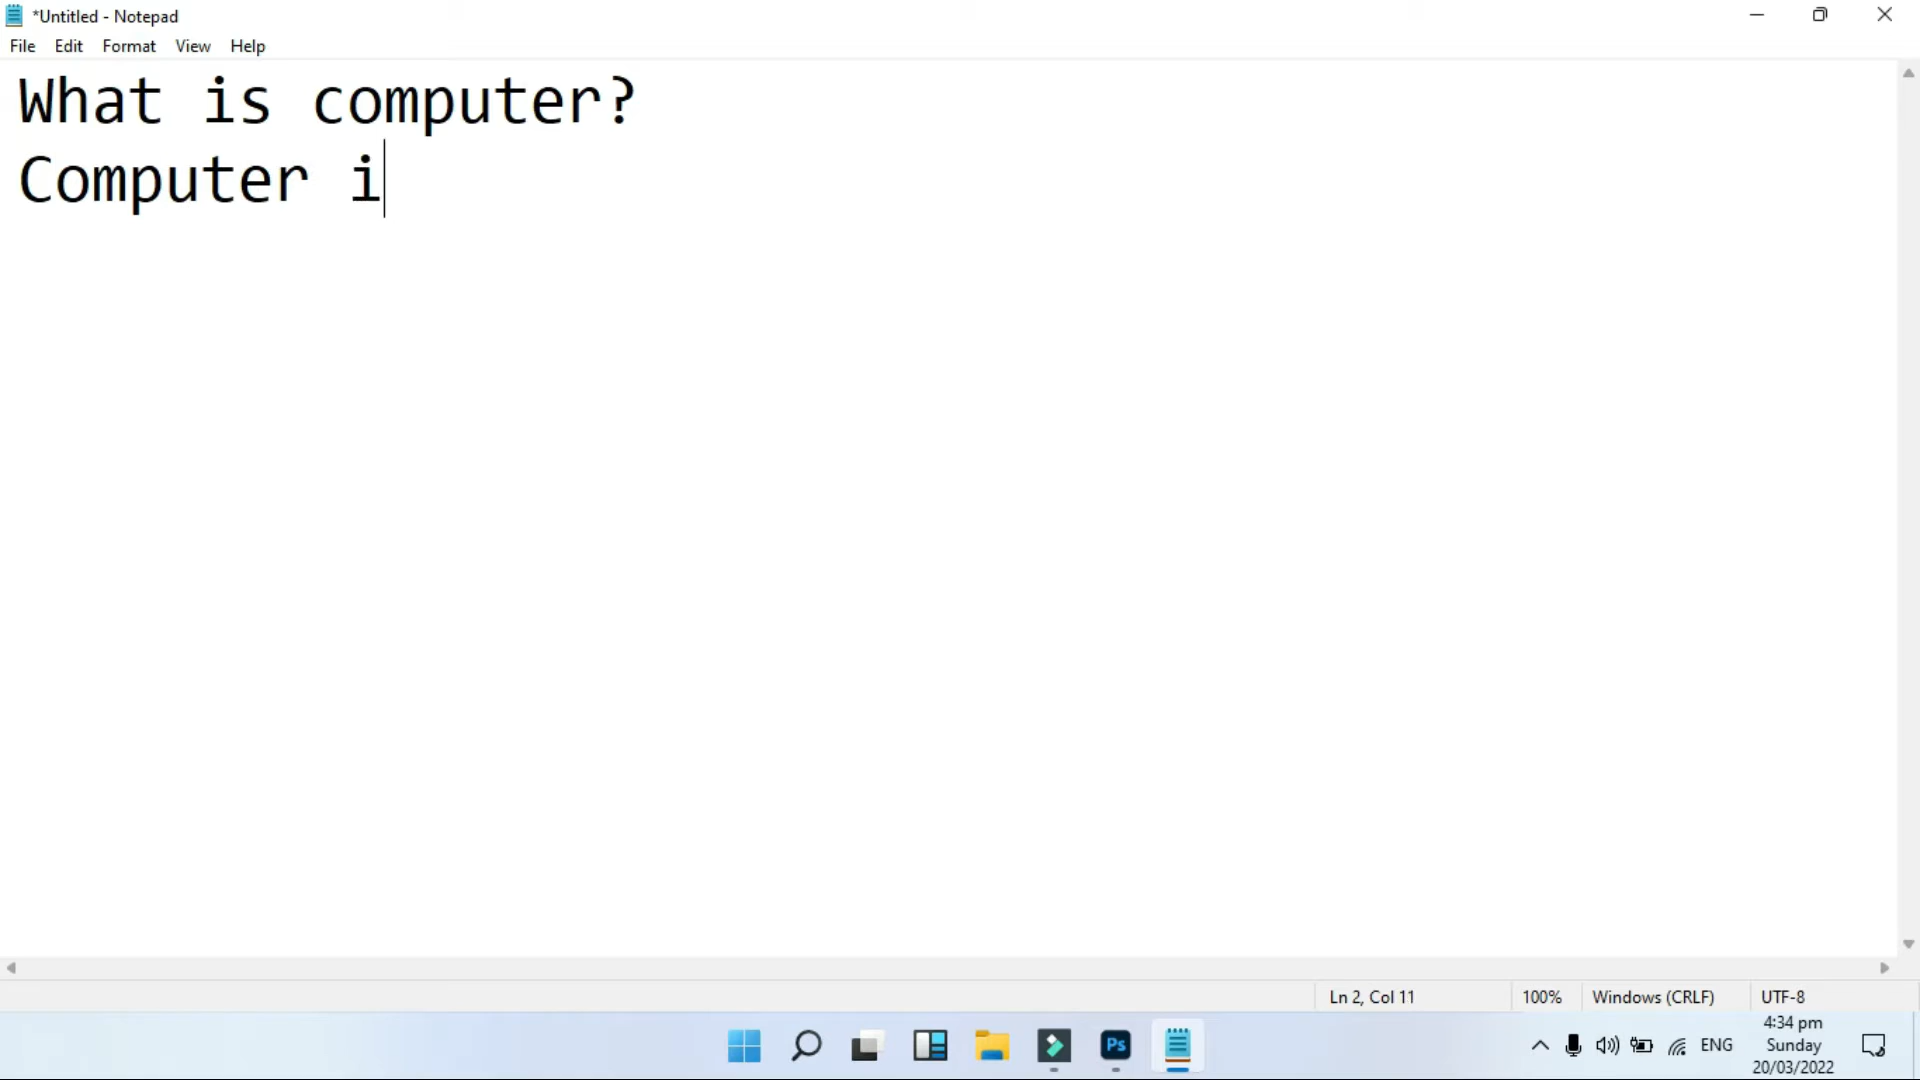 *Untitled - Notepad
File Edit Format View Help
What is computer?
Computer i
Ln 2, Col 11 100% Windows (CRLF) UTF-8
Ps
ENG
4:34 pm
Sunday
20/03/2022